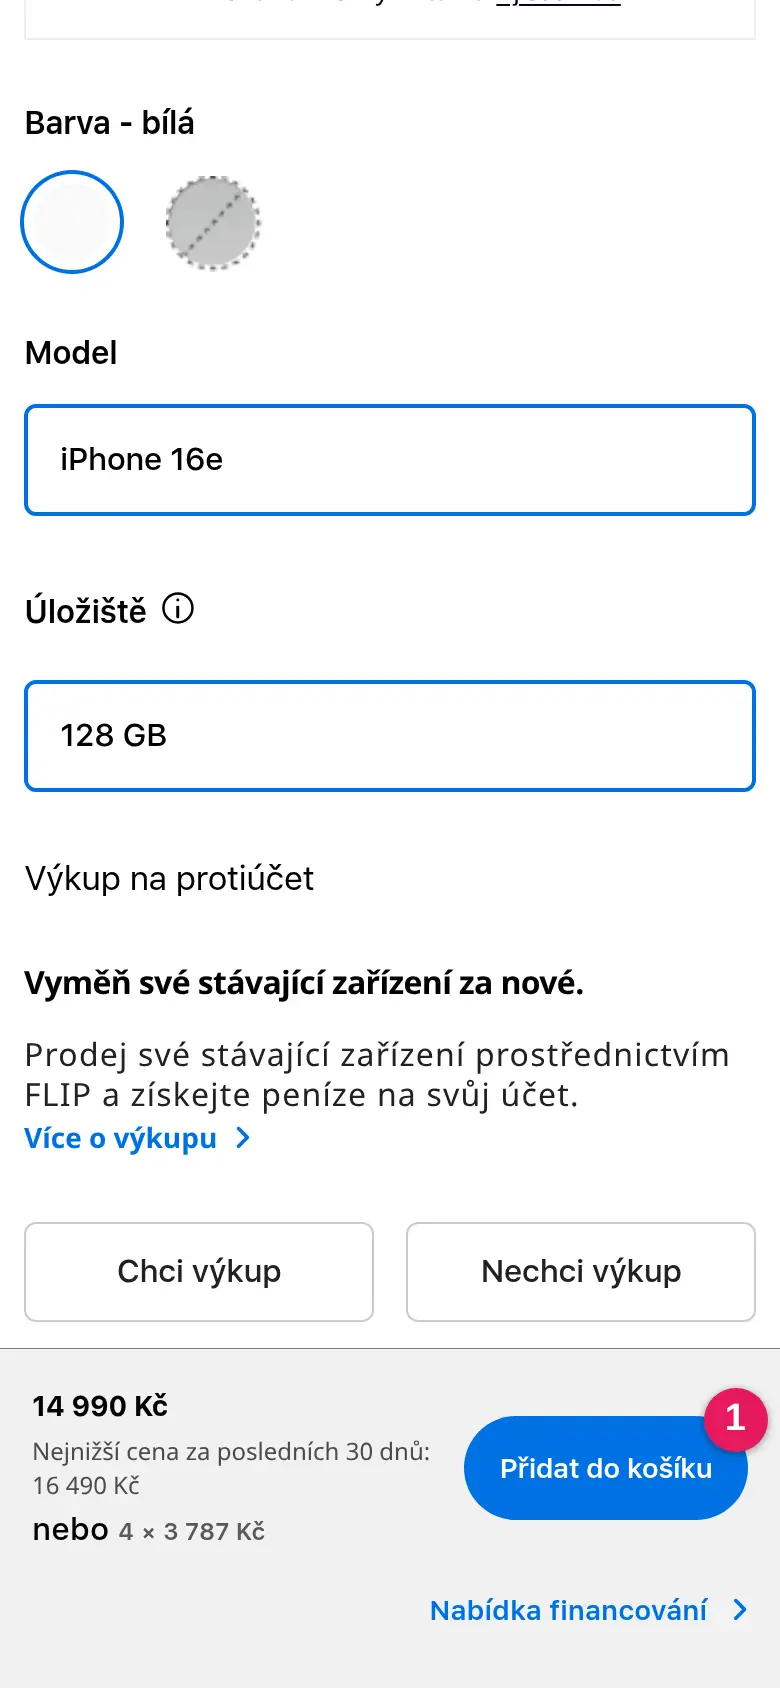 Barva - bílá
Model
iPhone 16e
Úložiště
128 GB
Výkup na protiúčet
Vyměň své stávající zařízení za nové.
Prodej své stávající zařízení prostřednictvím
FLIP a získejte peníze na svůj účet.
Více o výkupu
Chci výkup
Nechci výkup
14 990 Kč
Nejnižší cena za posledních 30 dnů:
16 490 Kč
nebo 4 × 3 787 Kč
1
Přidat do košíku
Nabídka financování